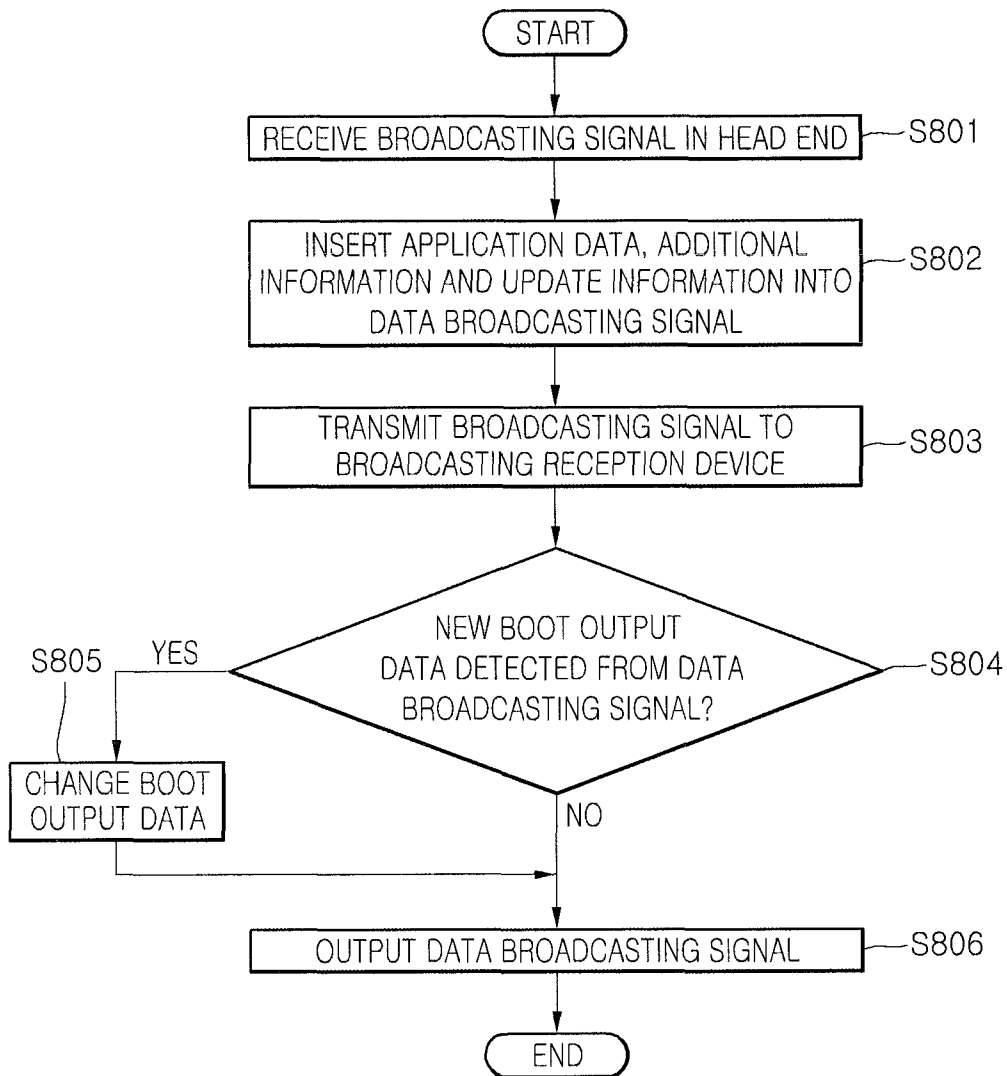 START
RECEIVE BROADCASTING SIGNAL IN HEAD END
S801
INSERT APPLICATION DATA, ADDITIONAL
INFORMATION AND UPDATE INFORMATION INTO
DATA BROADCASTING SIGNAL
S802
TRANSMIT BROADCASTING SIGNAL TO
BROADCASTING RECEPTION DEVICE
S803
NEW BOOT OUTPUT
DATA DETECTED FROM DATA
BROADCASTING SIGNAL?
S804
YES
S805
CHANGE BOOT
OUTPUT DATA
NO
OUTPUT DATA BROADCASTING SIGNAL
S806
END